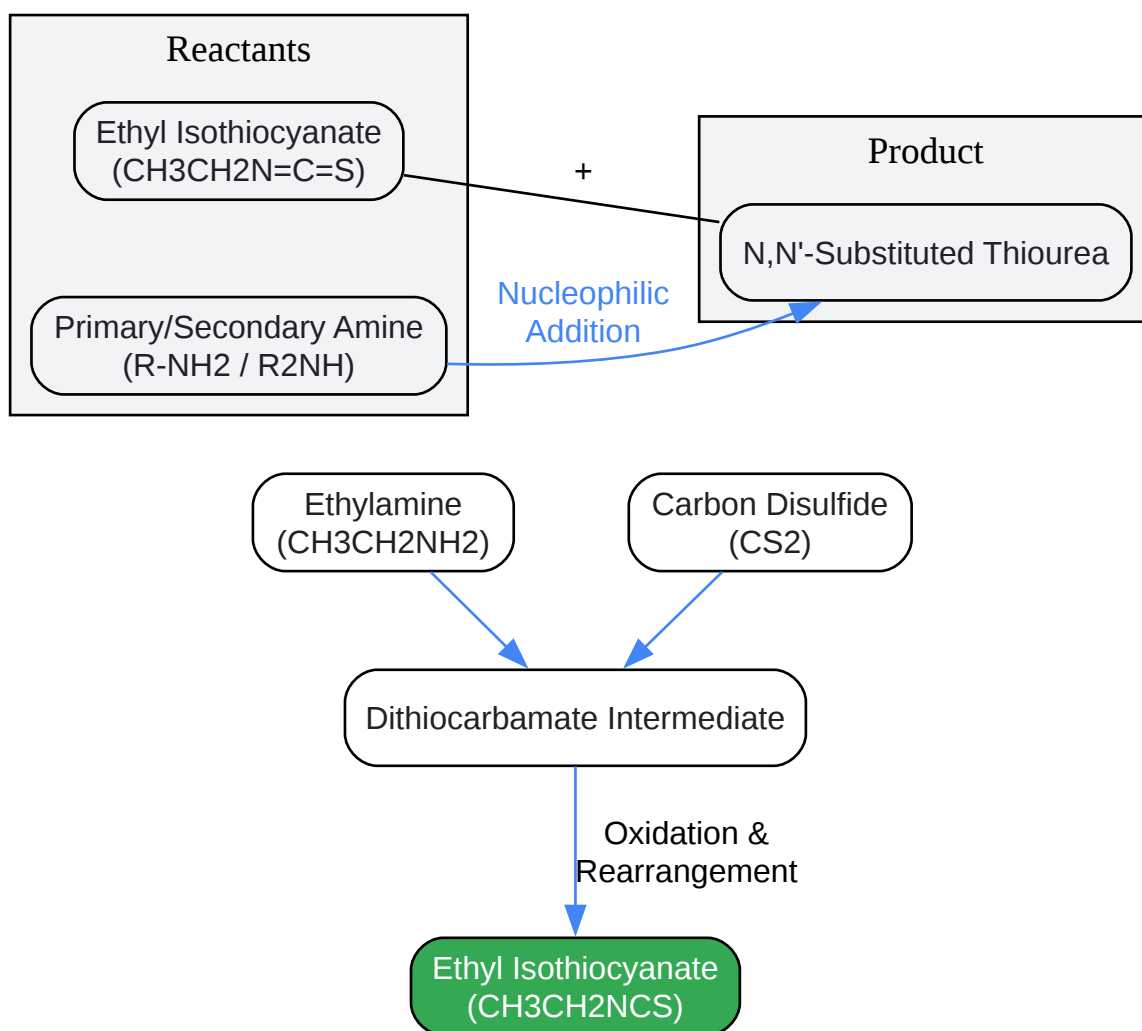 Reactants
Ethyl Isothiocyanate
(CH3CH2N=C=S)
+
Product
N,N'-Substituted Thiourea
Nucleophilic
Addition
Primary/Secondary Amine
(R-NH2 / R2NH)
Ethylamine
(CH3CH2NH2)
Carbon Disulfide
(CS2)
Dithiocarbamate Intermediate
Oxidation &
Rearrangement
Ethyl Isothiocyanate
(CH3CH2NCS)